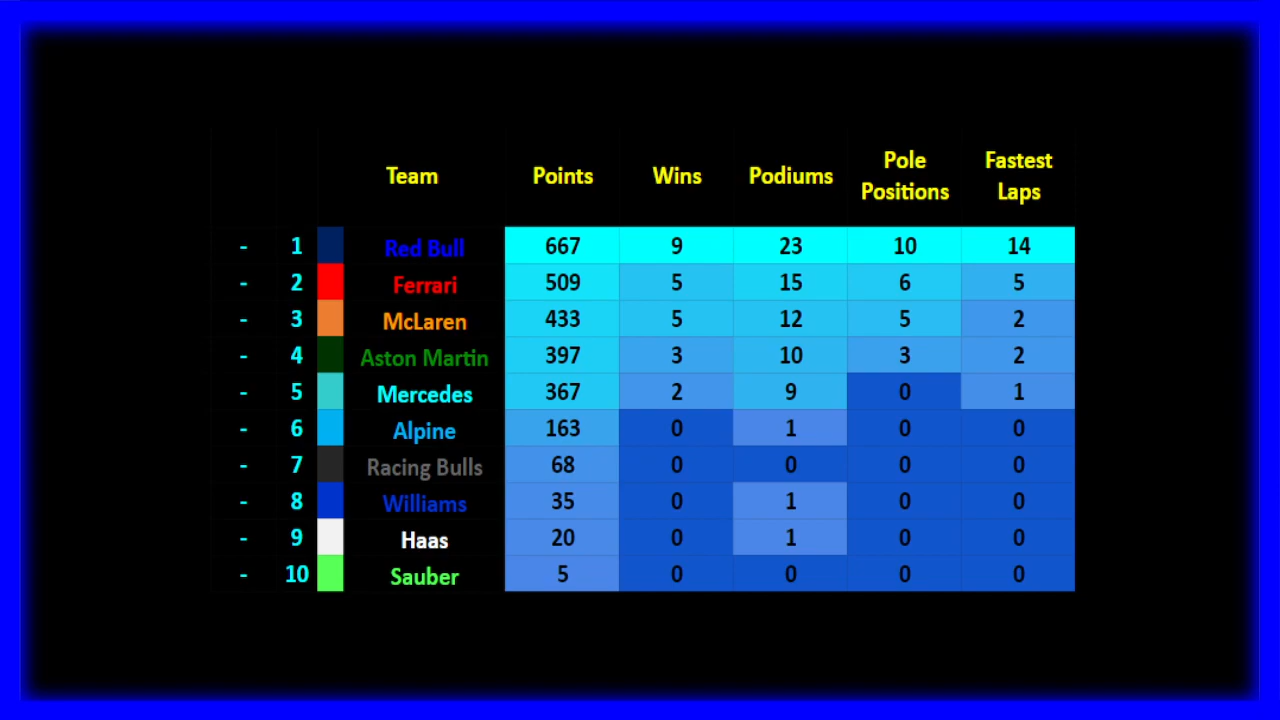 Team Points Wins Podiums Pole Positions Fastest Laps
- 1 Red Bull 667 9 23 10 14
- 2 Ferrari 509 5 15 6 5
- 3 McLaren 433 5 12 5 2
- 4 Aston Martin 397 3 10 3 2
- 5 Mercedes 367 2 9 0 1
- 6 Alpine 163 0 1 0 0
- 7 Racing Bulls 68 0 0 0 0
- 8 Williams 35 0 1 0 0
- 9 Haas 20 0 1 0 0
- 10 Sauber 5 0 0 0 0